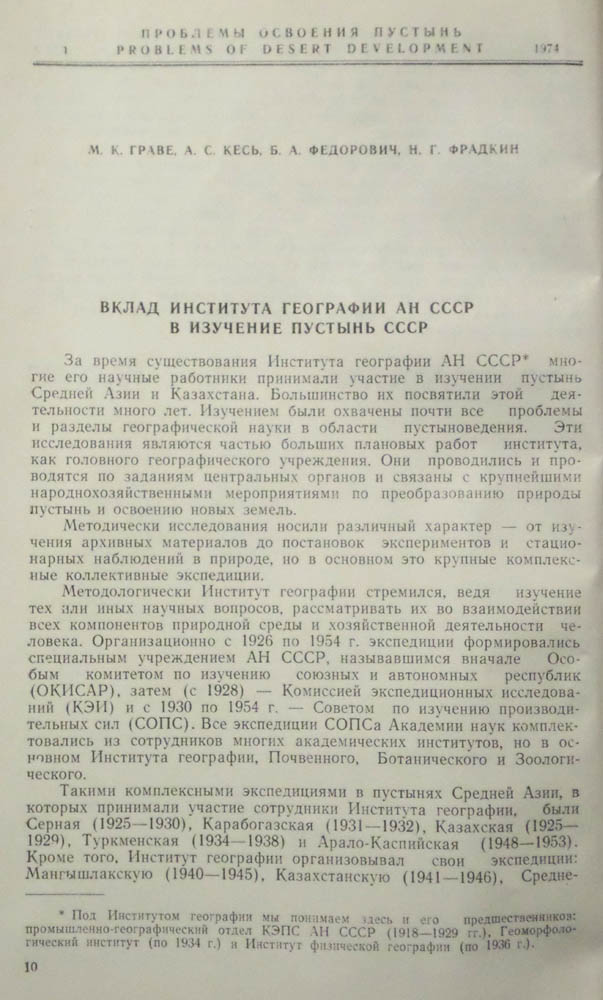 ПРОБЛЕМЫ ОСВОЕНИЯ ПУСТЫНЬ
1 PROBLEMS OF DESERT DEVELOPMENT 1974
М. К. ГРАВЕ, А. С. КЕСЬ, Б. А. ФЕДОРОВИЧ, Н. Г. ФРАДКИН
ВКЛАД ИНСТИТУТА ГЕОГРАФИИ АН СССР
В ИЗУЧЕНИЕ ПУСТЫНЬ СССР
За время существования Института географии АН СССР* мно-
гие его научные работники принимали участие в изучении пустынь
Средней Азии и Казахстана. Большинство их посвятили этой дея-
тельности много лет. Изучением были охвачены почти все проблемы
и разделы географической науки в области пустыноведения. Эти
исследования являются частью больших плановых работ института,
как головного географического учреждения. Они проводились и про-
водятся по заданиям центральных органов и связаны с крупнейшими
народнохозяйственными мероприятиями по преобразованию природы
пустынь и освоению новых земель.
Методически исследования носили различный характер — от изу-
чения архивных материалов до постановок экспериментов и стацио-
нарных наблюдений в природе, но в основном это крупные комплекс-
ные коллективные экспедиции.
Методологически Институт географии стремился, ведя изучение
тех или иных научных вопросов, рассматривать их во взаимодействии
всех компонентов природной среды и хозяйственной деятельности че-
ловека. Организационно с 1926 по 1954 г. экспедиции формировались
специальным учреждением АН СССР, называвшимся вначале Осо-
бым комитетом по изучению союзных и автономных республик
(ОКИСАР), затем (с 1928) — Комиссией экспедиционных исследова-
ний (КЭИ) и с 1930 по 1954 г. — Советом по изучению производи-
тельных сил (СОПС). Все экспедиции СОПСа Академии наук комплек-
товались из сотрудников многих академических институтов, но в ос-
новном Института географии, Почвенного, Ботанического и Зоологи-
ческого.
Такими комплексными экспедициями в пустынях Средней Азии, в
которых принимали участие сотрудники Института географии, были
Серная (1925—1930), Карабогазская (1931—1932), Казахская (1925—
1929), Туркменская (1934—1938) и Арало-Каспийская (1948—1953).
Кроме того, Институт географии организовывал свои экспедиции:
Мангышлакскую (1940—1945), Казахстанскую (1941—1946), Средне-
* Под Институтом географии мы понимаем здесь и его предшественников:
промышленно-географический отдел КЭПС АН СССР (1918—1929 гг.), Геоморфоло-
гический институт (по 1934 г.) и Институт физической географии (по 1936 г.).
10